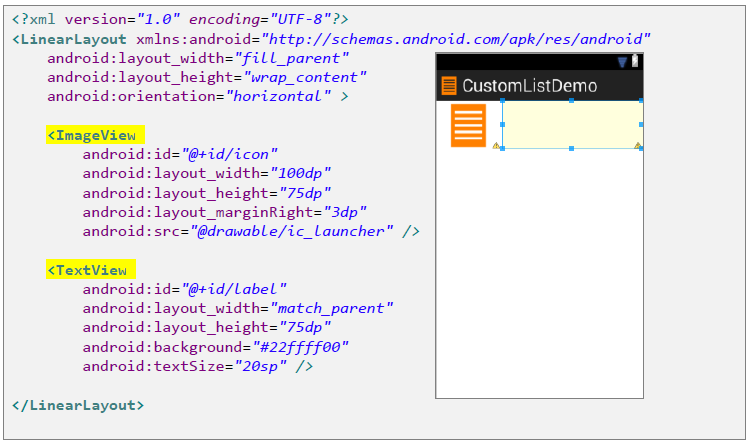 <?xml version="1.0" encoding="UTF-8"?>
<LinearLayout xmlns:android="http://schemas.android.com/apk/res/android"
android:layout_width="fill_parent"
android:layout_height="wrap_content"
android:orientation="horizontal" >
CustomListDemo
<ImageView
android:id="@+id/icon"
android:layout_width="100dp"
android:layout_height="75dp"
android:layout_marginRight="3dp"
android:src="@drawable/ic_launcher" />
<TextView
android:id="@+id/label"
android:layout_width="match_parent"
android:layout_height="75dp"
android:background="#22ffff00"
android:textSize="20sp" />
</LinearLayout>